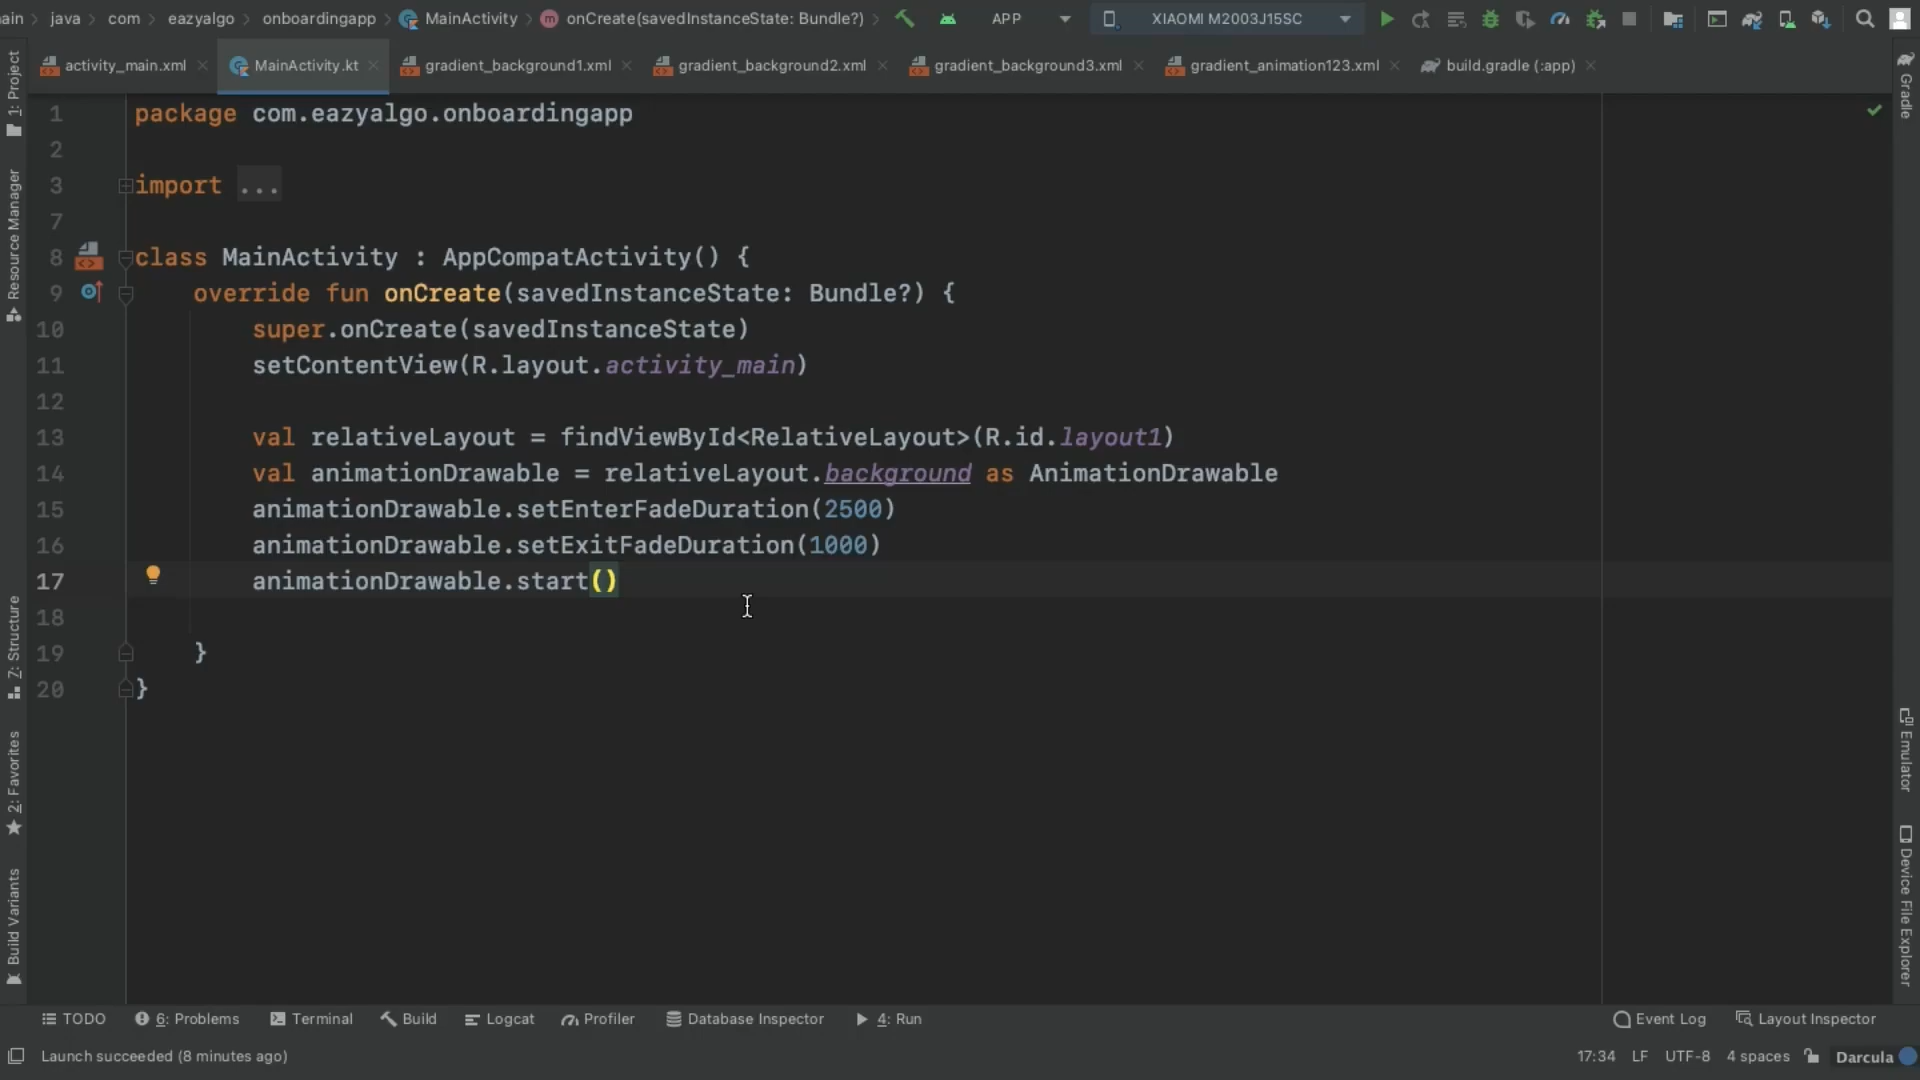 ain java com eazyalgo onboardingapp MainActivity m onCreate(savedInstanceState: Bundle?) APP XIAOMI M2003J15SC
activity_main.xml MainActivity.kt gradient_background1.xml gradient_background2.xml gradient_background3.xml gradient_animation123.xml build.gradle (:app)
1 package com.eazyalgo.onboardingapp
2
3 import ...
7
8 class MainActivity : AppCompatActivity() {
9 override fun onCreate(savedInstanceState: Bundle?) {
10 super.onCreate(savedInstanceState)
11 setContentView(R.layout.activity_main)
12
13 val relativeLayout = findViewById<RelativeLayout>(R.id.layout1)
14 val animationDrawable = relativeLayout.background as AnimationDrawable
15 animationDrawable.setEnterFadeDuration(2500)
16 animationDrawable.setExitFadeDuration(1000)
17 animationDrawable.start()
18
19 }
20 }
1: Project
Resource Manager
Z: Structure
2: Favorites
Build Variants
Gradle
Emulator
Device File Explorer
TODO 6: Problems Terminal Build Logcat Profiler Database Inspector 4: Run Event Log Layout Inspector
Launch succeeded (8 minutes ago) 17:34 LF UTF-8 4 spaces Darcula